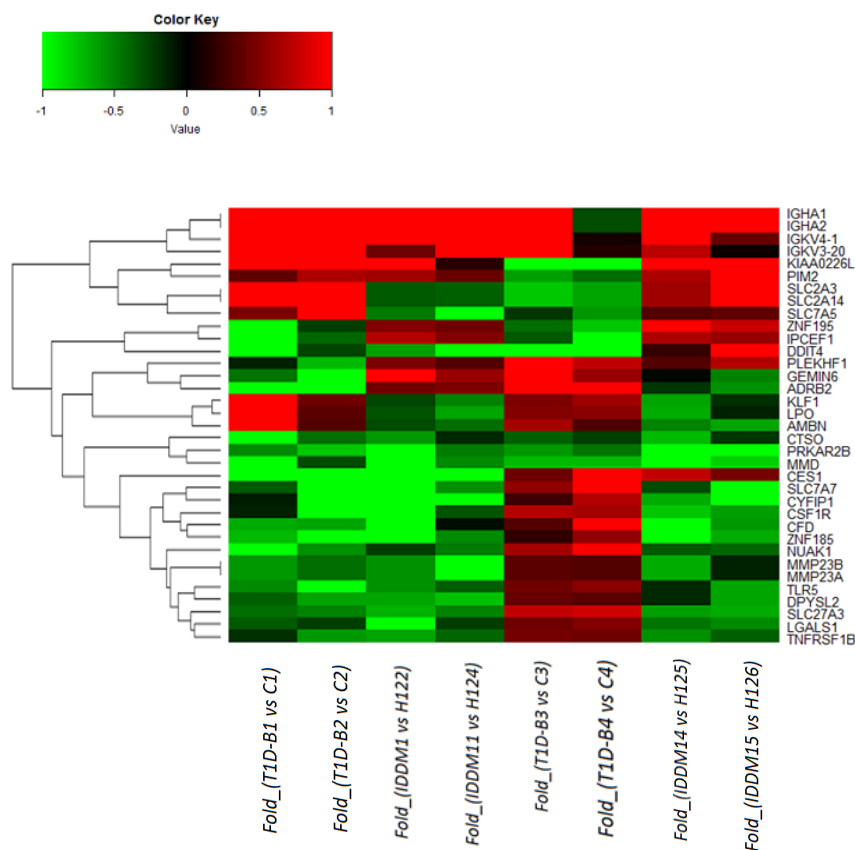 Color Key
-1 -0.5 0 0.5 1
Value
IGHA1
IGHA2
IGKV4-1
IGKV3-20
KIAA0226L
PIM2
SLC2A3
SLC2A14
SLC7A5
ZNF195
IPCEF1
DDIT4
PLEKHF1
GEMIN6
ADRB2
KLF1
LPO
AMBN
CTSO
PRKAR2B
MMD
CES1
SLC7A7
CYFIP1
CSF1R
CFD
ZNF185
NUAK1
MMP23B
MMP23A
TLR5
DPYSL2
SLC27A3
LGALS1
TNFRSF1B
Fold_(T1D-B1 vs C1)
Fold_(T1D-B2 vs C2)
Fold_(IDDM1 vs H122)
Fold_(IDDM11 vs H124)
Fold_(T1D-B3 vs C3)
Fold_(T1D-B4 vs C4)
Fold_(IDDM14 vs H125)
Fold_(IDDM15 vs H126)